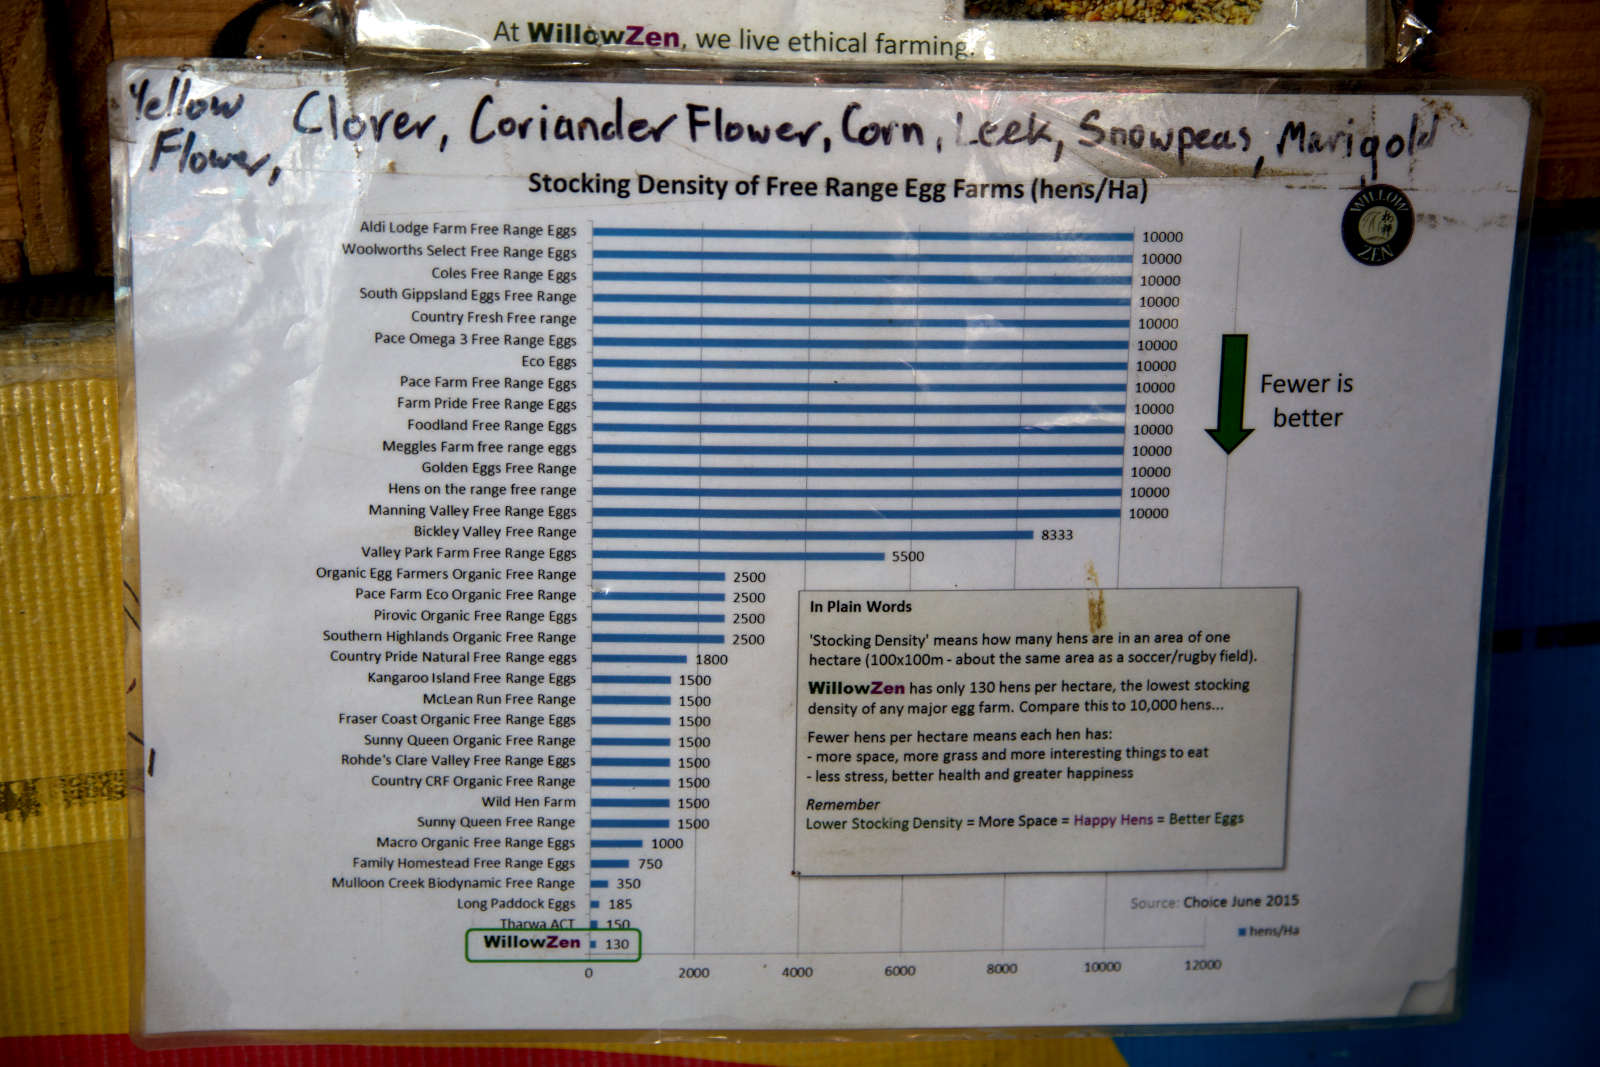 At WillowZen, we live ethical farming.
Yellow Flower, Clover, Coriander Flower, Corn, Leek, Snowpeas, Marigold
Stocking Density of Free Range Egg Farms (hens/Ha)
WILLOW
ZEN
Aldi Lodge Farm Free Range Eggs 10000
Woolworths Select Free Range Eggs 10000
Coles Free Range Eggs 10000
South Gippsland Eggs Free Range 10000
Country Fresh Free range 10000
Pace Omega 3 Free Range Eggs 10000
Eco Eggs 10000
Pace Farm Free Range Eggs 10000
Farm Pride Free Range Eggs 10000
Foodland Free Range Eggs 10000
Meggles Farm free range eggs 10000
Golden Eggs Free Range 10000
Hens on the range free range 10000
Manning Valley Free Range Eggs 10000
Bickley Valley Free Range 8333
Valley Park Farm Free Range Eggs 5500
Organic Egg Farmers Organic Free Range 2500
Pace Farm Eco Organic Free Range 2500
Pirovic Organic Free Range Eggs 2500
Southern Highlands Organic Free Range 2500
Country Pride Natural Free Range eggs 1800
Kangaroo Island Free Range Eggs 1500
McLean Run Free Range 1500
Fraser Coast Organic Free Range Eggs 1500
Sunny Queen Organic Free Range 1500
Rohde's Clare Valley Free Range Eggs 1500
Country CRF Organic Free Range 1500
Wild Hen Farm 1500
Sunny Queen Free Range 1500
Macro Organic Free Range Eggs 1000
Family Homestead Free Range Eggs 750
Mulloon Creek Biodynamic Free Range 350
Long Paddock Eggs 185
Tharwa ACT 150
WillowZen 130
0 2000 4000 6000 8000 10000 12000
Fewer is
better
In Plain Words
'Stocking Density' means how many hens are in an area of one
hectare (100x100m - about the same area as a soccer/rugby field).
WillowZen has only 130 hens per hectare, the lowest stocking
density of any major egg farm. Compare this to 10,000 hens...
Fewer hens per hectare means each hen has:
- more space, more grass and more interesting things to eat
- less stress, better health and greater happiness
Remember
Lower Stocking Density = More Space = Happy Hens = Better Eggs
Source: Choice June 2015
hens/Ha